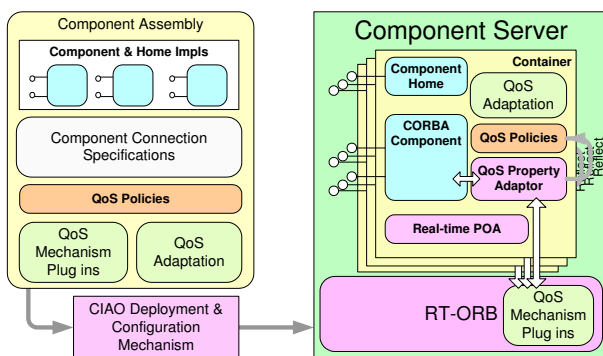 Component Assembly
Component & Home Impls
Component Connection
Specifications
QoS Policies
QoS
Mechanism
Plug ins
QoS
Adaptation
CIAO Deployment &
Configuration
Mechanism
Component Server
Container
Component
Home
QoS
Adaptation
CORBA
Component
QoS Policies
QoS Property
Adaptor
Reflect
Reflect
Reflect
Real-time POA
RT-ORB
QoS
Mechanism
Plug ins